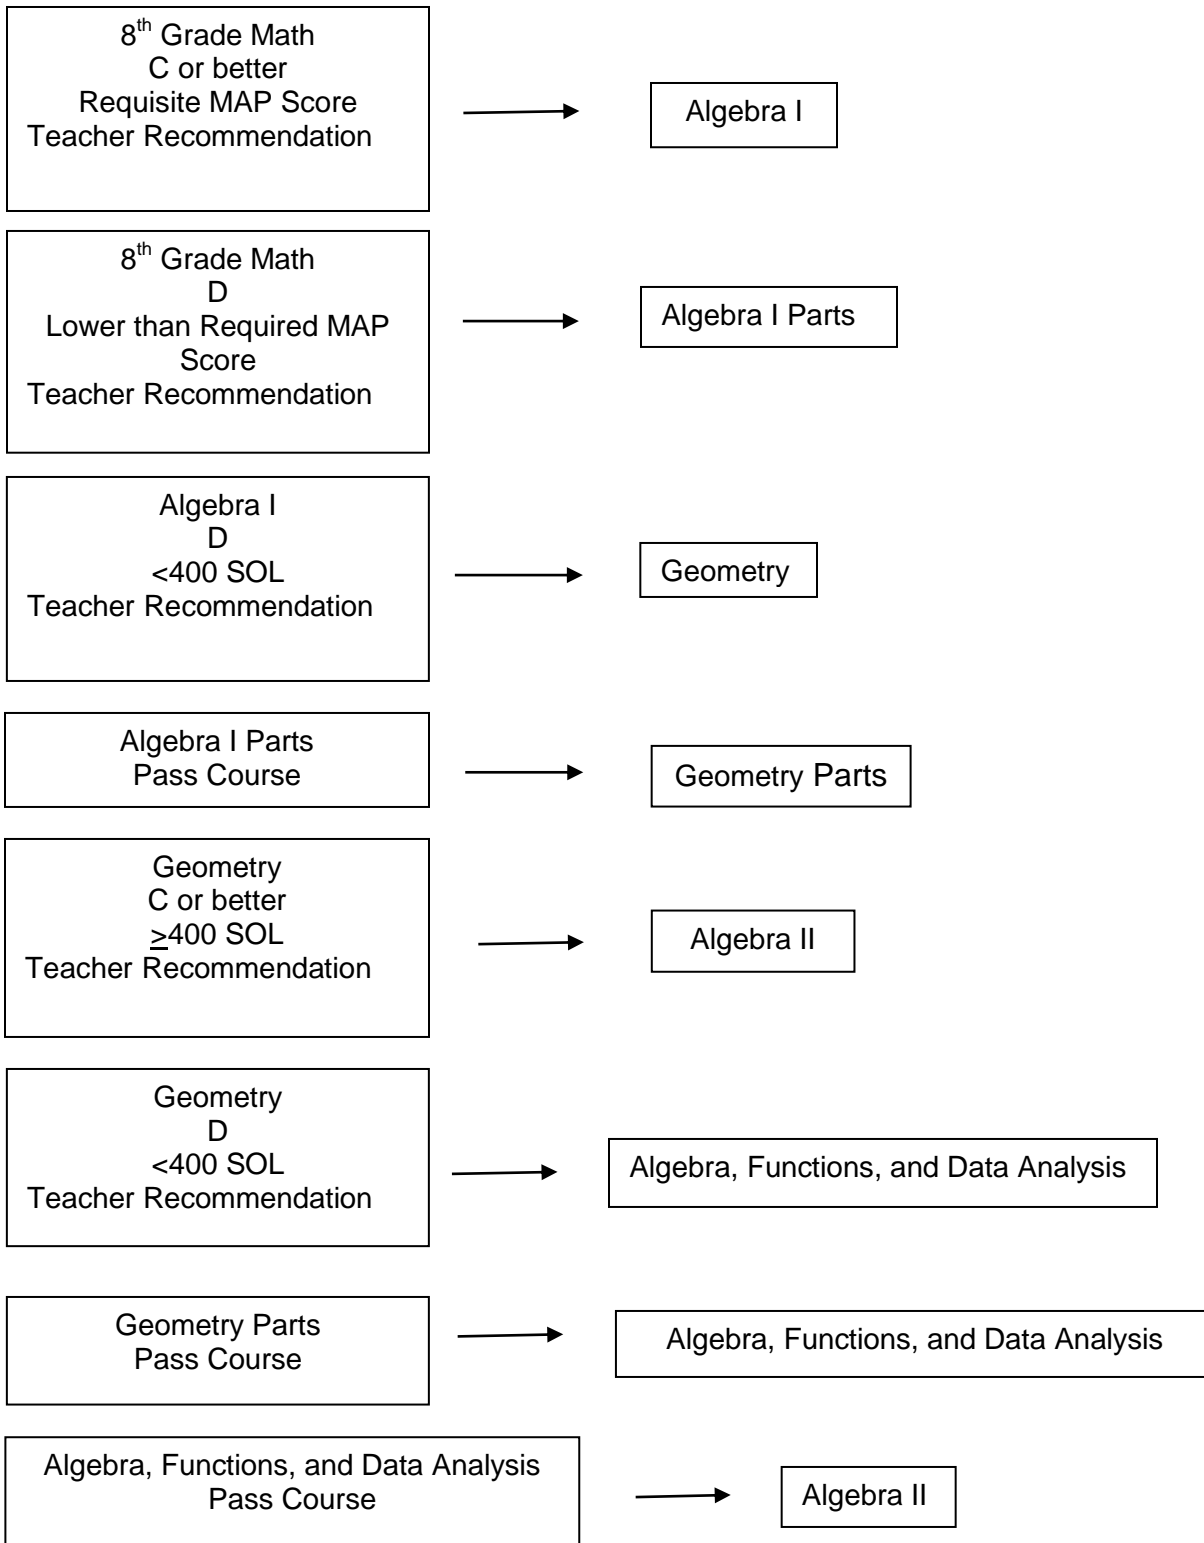 8th Grade Math
C or better
Requisite MAP Score
Teacher Recommendation
Algebra I
8th Grade Math
D
Lower than Required MAP
Score
Teacher Recommendation
Algebra I Parts
Algebra I
D
<400 SOL
Teacher Recommendation
Geometry
Algebra I Parts
Pass Course
Geometry Parts
Geometry
C or better
≥400 SOL
Teacher Recommendation
Algebra II
Geometry
D
<400 SOL
Teacher Recommendation
Algebra, Functions, and Data Analysis
Geometry Parts
Pass Course
Algebra, Functions, and Data Analysis
Algebra, Functions, and Data Analysis
Pass Course
Algebra II